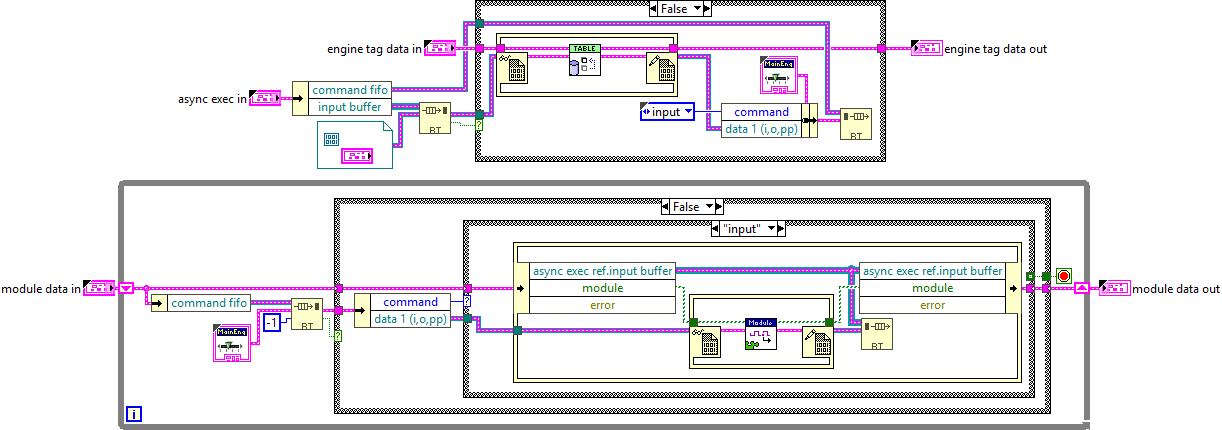 False
engine tag data in
TABLE
engine tag data out
async exec in
command fifo
input buffer
RT
?
MainEng
input
command
data 1 (i,o,pp)
RT
False
"input"
module data in
command fifo
RT
MainEng
-1
?
command
data 1 (i,o,pp)
?
async exec ref.input buffer
module
error
Module
async exec ref.input buffer
module
error
RT
module data out
i